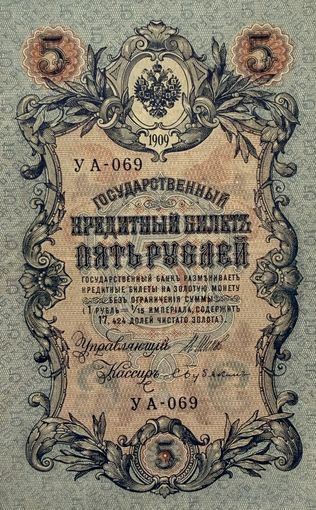 5 5
1909
УА-069
ГОСУДАРСТВЕННЫЙ
КРЕДИТНЫЙ БИЛЕТЪ
ПЯТЬ РУБЛЕЙ
ГОСУДАРСТВЕННЫЙ БАНКЪ РАЗМѢНИВАЕТЪ
КРЕДИТНЫЕ БИЛЕТЫ НА ЗОЛОТУЮ МОНЕТУ
БЕЗЪ ОГРАНИЧЕНІЯ СУММЫ
(1 РУБЛЬ = 1/15 ИМПЕРІАЛА, СОДЕРЖИТЪ
17,424 ДОЛЕЙ ЧИСТАГО ЗОЛОТА).
Управляющій
Кассиръ
УА-069
5